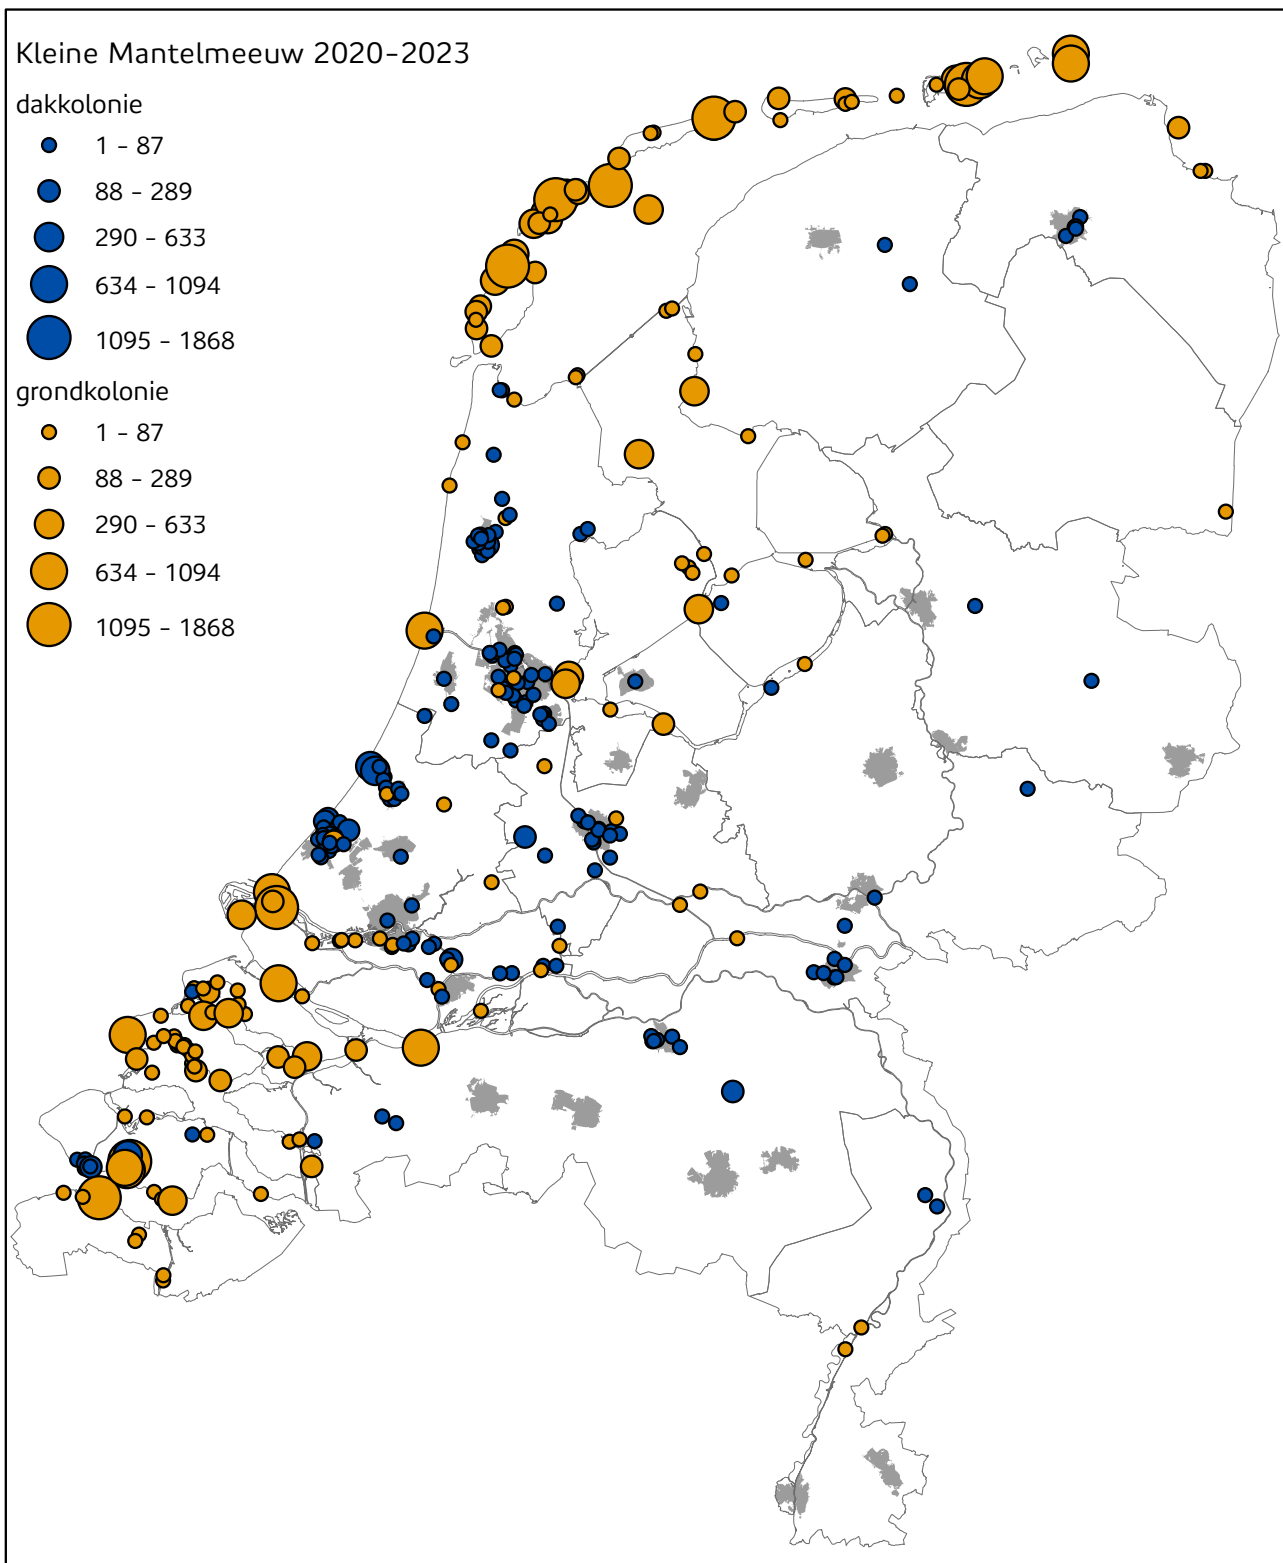 Kleine Mantelmeeuw 2020-2023
dakkolonie
1 - 87
88 - 289
290 - 633
634 - 1094
1095 - 1868
grondkolonie
1 - 87
88 - 289
290 - 633
634 - 1094
1095 - 1868